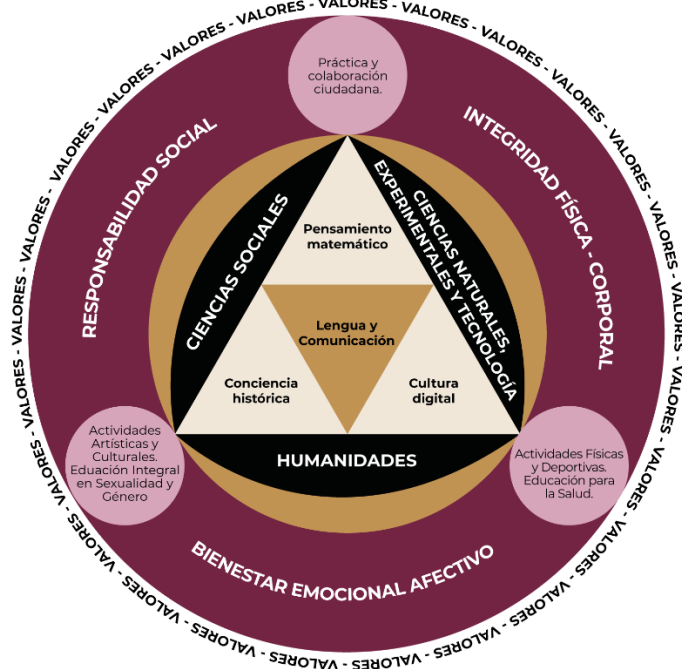 VALORES - VALORES - VALORES - VALORES - VALORES - VALORES - VALORES - VALORES - VALORES - VALORES - VALORES - VALORES - VALORES - VALORES - VALORES - VALORES - VALORES - VALORES - VALORES - VALORES - VALORES - VALORES - VALORES -
Práctica y
colaboración
ciudadana.
RESPONSABILIDAD SOCIAL
INTEGRIDAD FÍSICA - CORPORAL
CIENCIAS SOCIALES
CIENCIAS NATURALES,
EXPERIMENTALES Y TECNOLOGÍA
Pensamiento
matemático
Lengua y
Comunicación
Conciencia
histórica
Cultura
digital
HUMANIDADES
Actividades
Artísticas y
Culturales.
Eduación Integral
en Sexualidad y
Género
Actividades Físicas
y Deportivas.
Educación para
la Salud.
BIENESTAR EMOCIONAL AFECTIVO